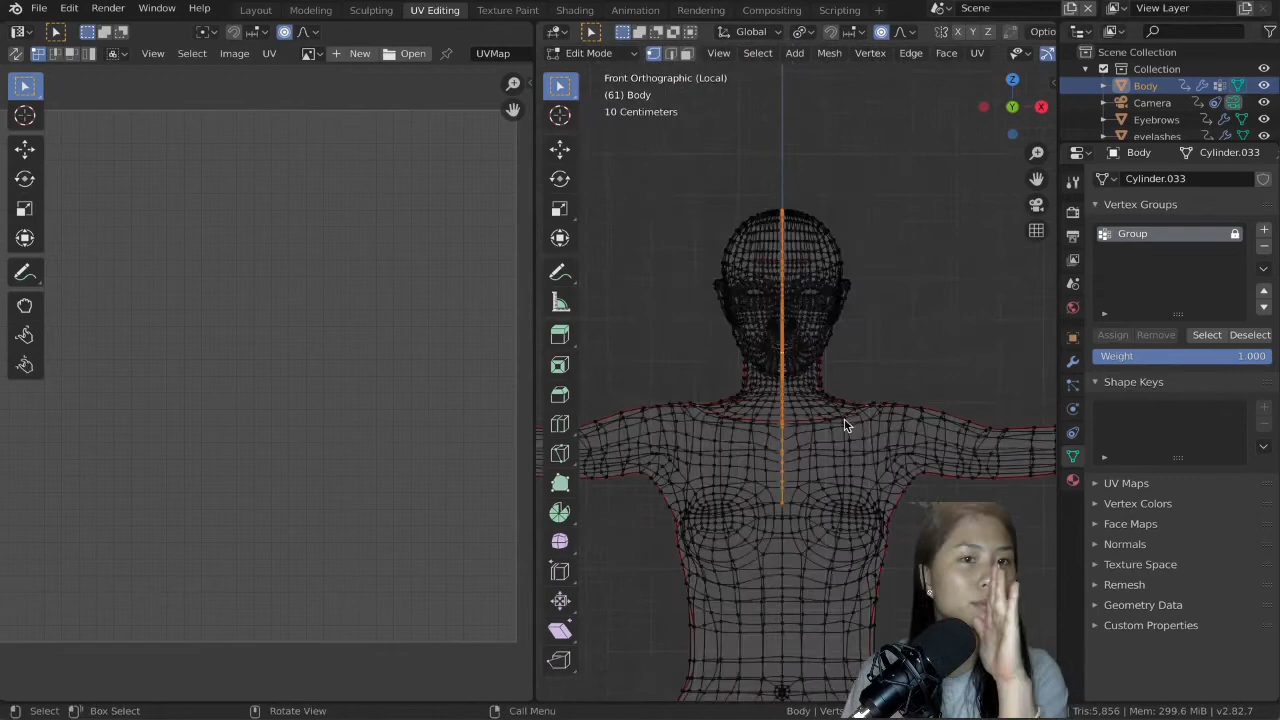 File Edit Render Window Help Layout Modeling Sculpting UV Editing Texture Paint Shading Animation Rendering Compositing Scripting Scene View Layer
Global X Y Z Optio
View Select Image UV New Open UVMap Edit Mode View Select Add Mesh Vertex Edge Face UV
Front Orthographic (Local)
(61) Body
10 Centimeters
Z
Y
X
Scene Collection
Collection
Body
Camera
Eyebrows
eyelashes
Body Cylinder.033
Cylinder.033
Vertex Groups
Group
Assign Remove Select Deselect
Weight 1.000
Shape Keys
UV Maps
Vertex Colors
Face Maps
Normals
Texture Space
Remesh
Geometry Data
Custom Properties
Select Box Select Rotate View Call Menu Body | Verts Tris:5,856 | Mem: 299.6 MiB | v2.82.7